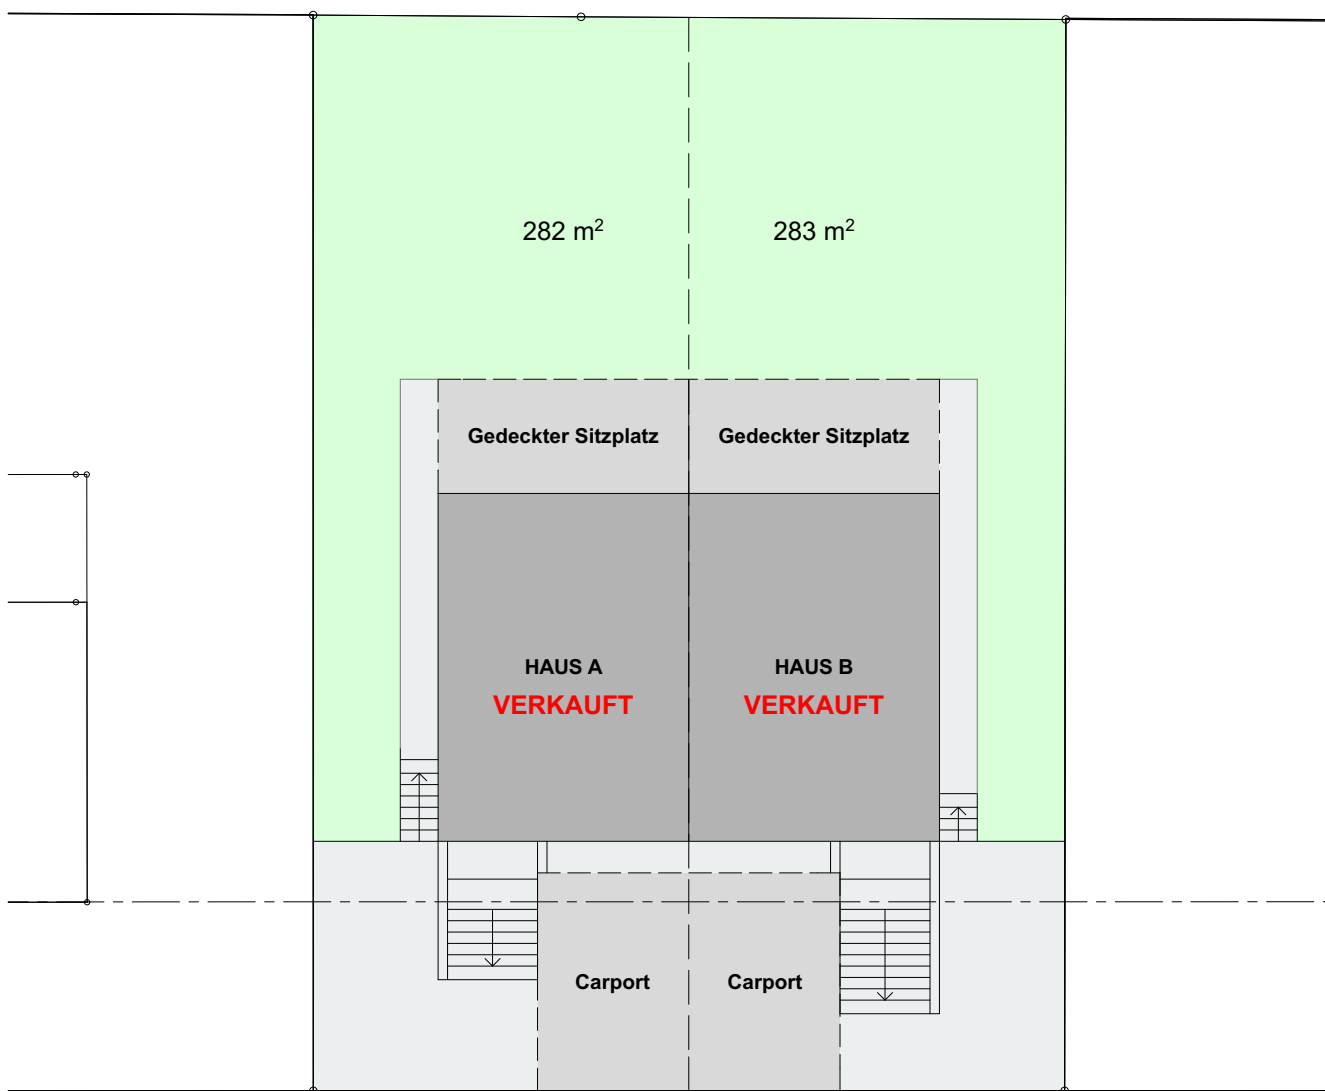 282 m²
283 m²
Gedeckter Sitzplatz
Gedeckter Sitzplatz
HAUS A
VERKAUFT
HAUS B
VERKAUFT
Carport
Carport